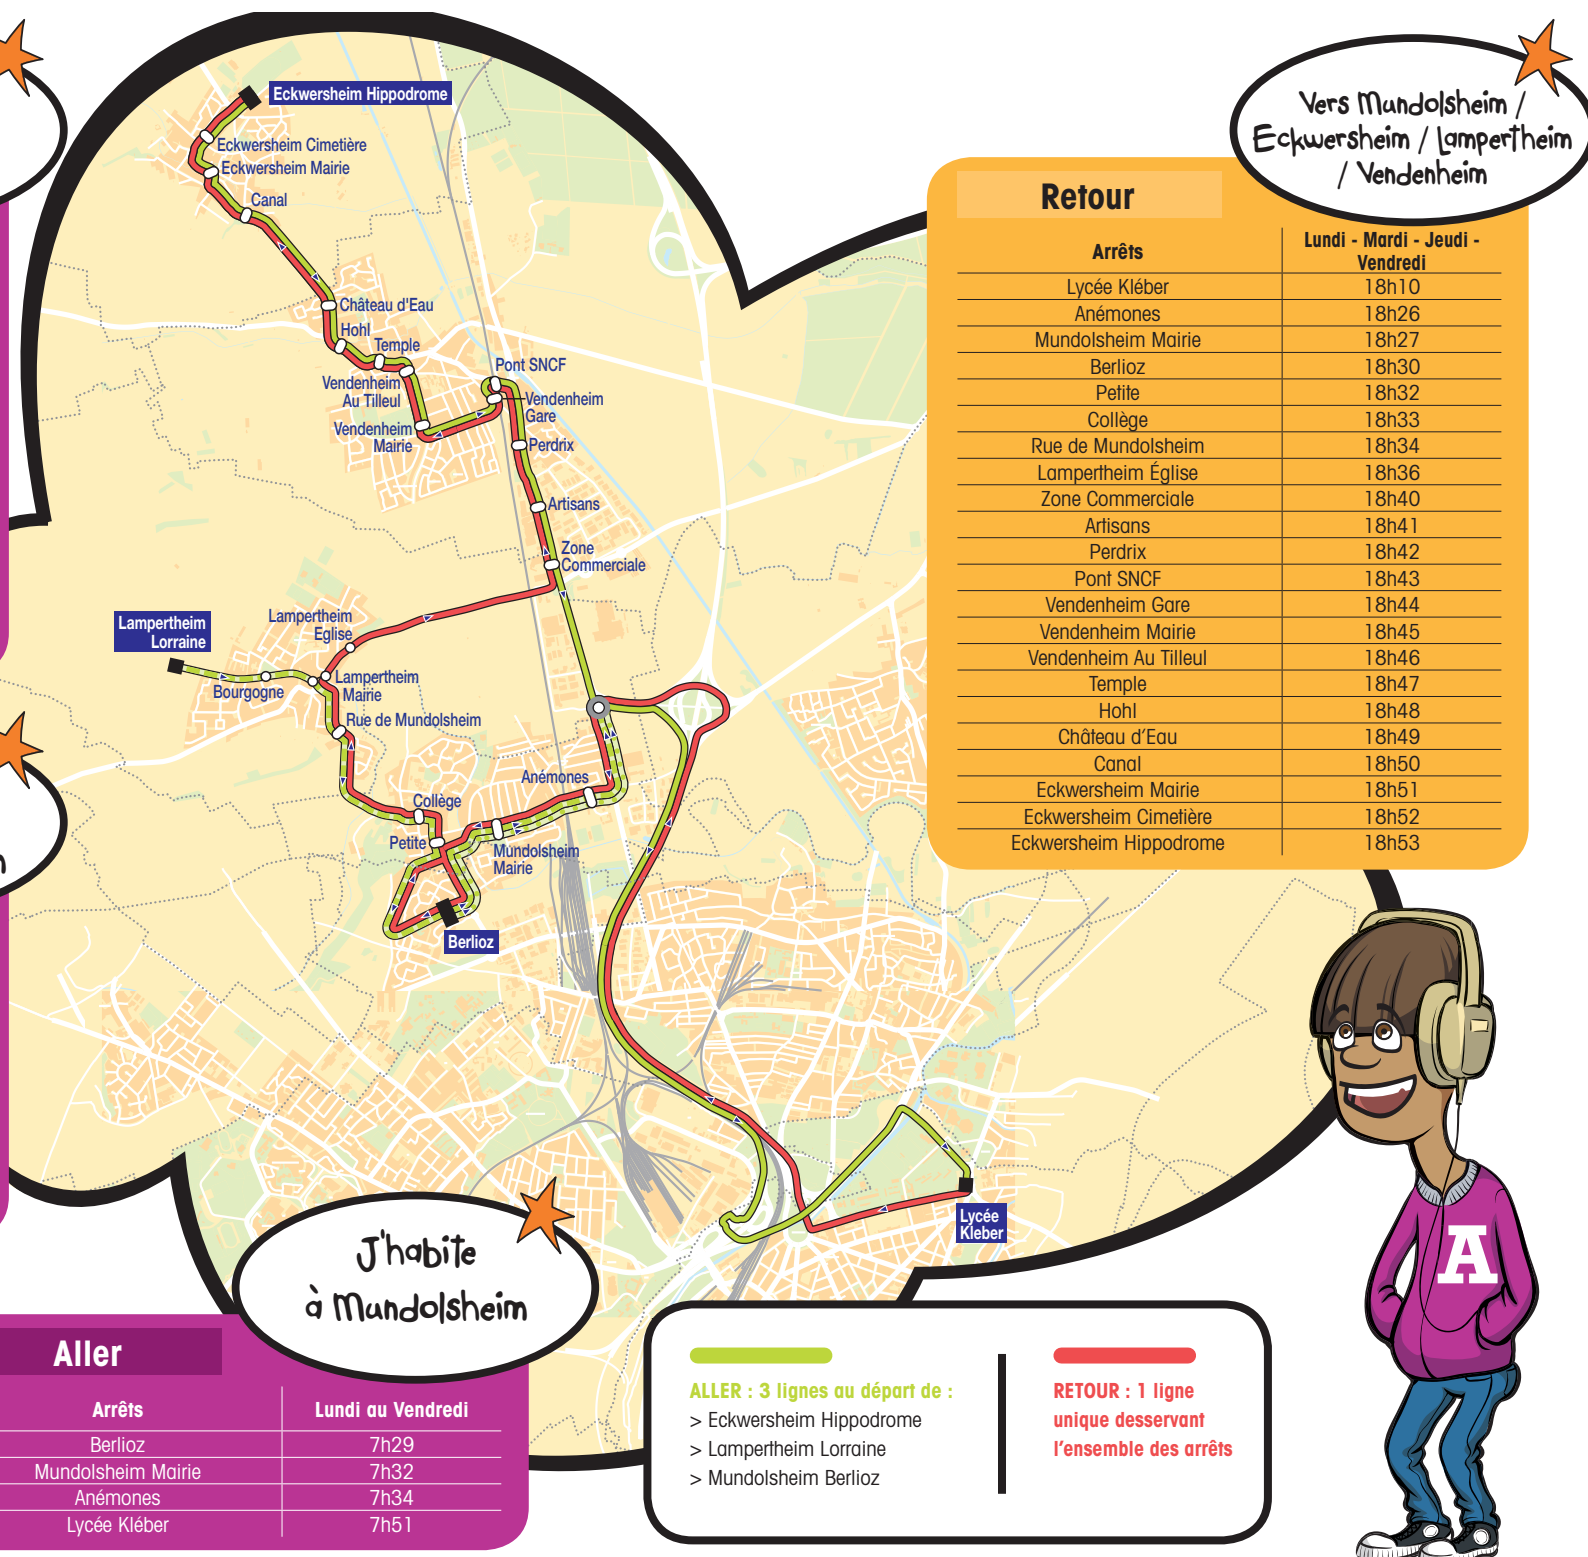 Vers Mundolsheim /
Eckwersheim / Lampertheim
/ Vendenheim
Eckwersheim Hippodrome
Eckwersheim Cimetière
Eckwersheim Mairie
Canal
Château d'Eau
Hohl
Temple
Vendenheim
Au Tilleul
Vendenheim
Mairie
Pont SNCF
Vendenheim
Gare
Perdrix
Artisans
Zone
Commerciale
Lampertheim
Eglise
Lampertheim
Lorraine
Bourgogne
Lampertheim
Mairie
Rue de Mundolsheim
Anémones
Collège
Petite
Mundolsheim
Mairie
Berlioz
Lycée
Kleber
Retour
Arrêts Lundi - Mardi - Jeudi -
Vendredi
Lycée Kléber 18h10
Anémones 18h26
Mundolsheim Mairie 18h27
Berlioz 18h30
Petite 18h32
Collège 18h33
Rue de Mundolsheim 18h34
Lampertheim Église 18h36
Zone Commerciale 18h40
Artisans 18h41
Perdrix 18h42
Pont SNCF 18h43
Vendenheim Gare 18h44
Vendenheim Mairie 18h45
Vendenheim Au Tilleul 18h46
Temple 18h47
Hohl 18h48
Château d’Eau 18h49
Canal 18h50
Eckwersheim Mairie 18h51
Eckwersheim Cimetière 18h52
Eckwersheim Hippodrome 18h53
J'habite
à Mundolsheim
Aller
Arrêts Lundi au Vendredi
Berlioz 7h29
Mundolsheim Mairie 7h32
Anémones 7h34
Lycée Kléber 7h51
ALLER : 3 lignes au départ de :
> Eckwersheim Hippodrome
> Lampertheim Lorraine
> Mundolsheim Berlioz
RETOUR : 1 ligne
unique desservant
l’ensemble des arrêts
A